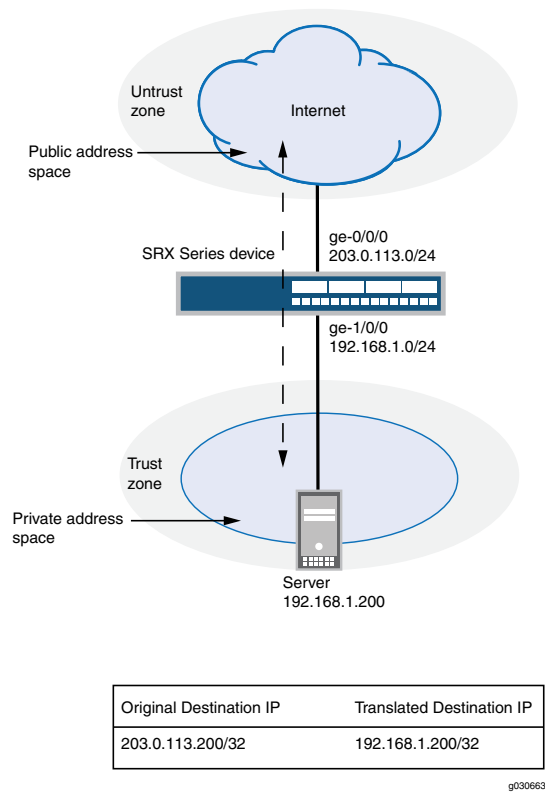 Untrust
zone
Internet
Public address
space
ge-0/0/0
203.0.113.0/24
SRX Series device
ge-1/0/0
192.168.1.0/24
Trust
zone
Private address
space
Server
192.168.1.200
Original Destination IP Translated Destination IP
203.0.113.200/32 192.168.1.200/32
g030663